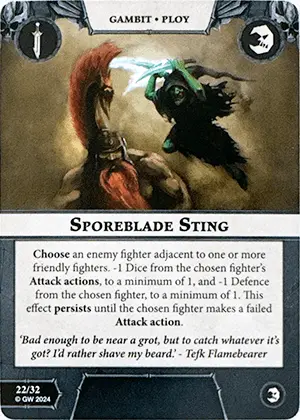 GAMBIT • PLOY
SPOREBLADE STING
Choose an enemy fighter adjacent to one or more
friendly fighters. -1 Dice from the chosen fighter's
Attack actions, to a minimum of 1, and -1 Defence
from the chosen fighter, to a minimum of 1. This
effect persists until the chosen fighter makes a failed
Attack action.
'Bad enough to be near a grot, but to catch whatever it's
got? I'd rather shave my beard.' - Tefk Flamebearer
22/32
© GW 2024